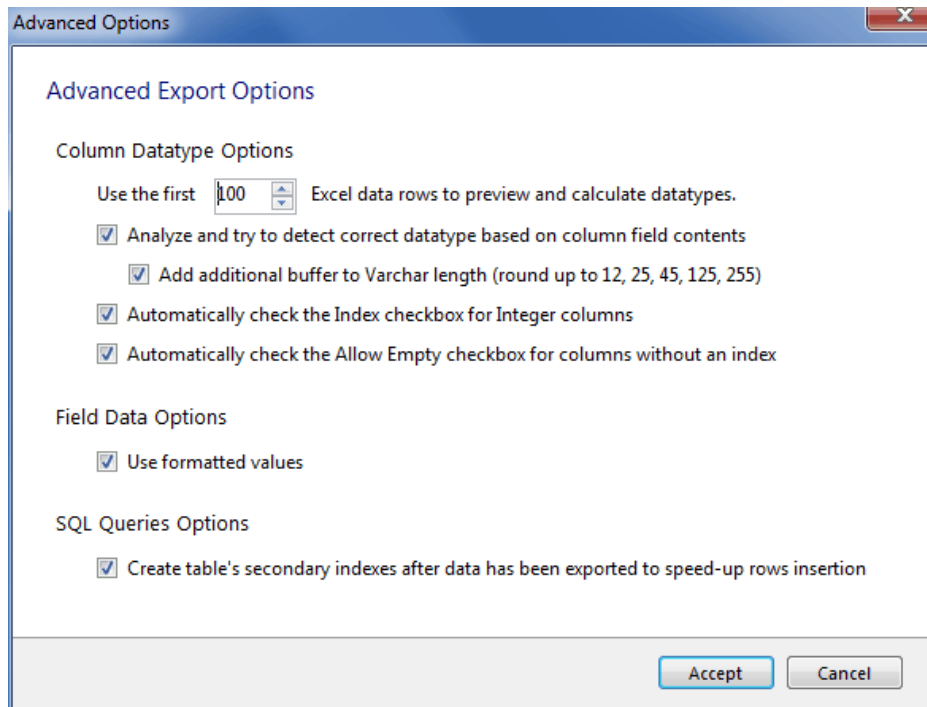 Advanced Options
Advanced Export Options
Column Datatype Options
Use the first 100 Excel data rows to preview and calculate datatypes.
Analyze and try to detect correct datatype based on column field contents
Add additional buffer to Varchar length (round up to 12, 25, 45, 125, 255)
Automatically check the Index checkbox for Integer columns
Automatically check the Allow Empty checkbox for columns without an index
Field Data Options
Use formatted values
SQL Queries Options
Create table's secondary indexes after data has been exported to speed-up rows insertion
Accept Cancel